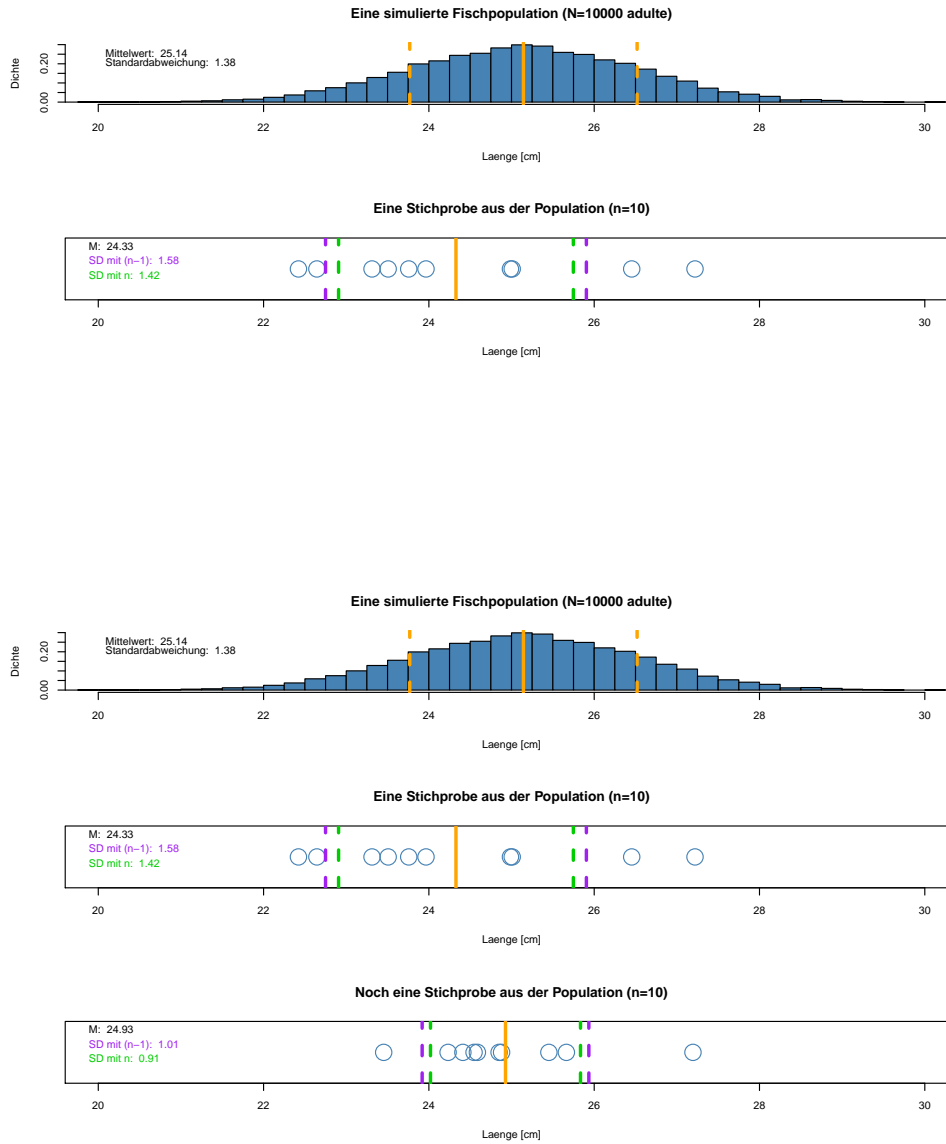 Eine simulierte Fischpopulation (N=10000 adulte)
Dichte
0.00 0.20
Mittelwert: 25.14
Standardabweichung: 1.38
20 22 24 26 28 30
Laenge [cm]
Eine Stichprobe aus der Population (n=10)
M: 24.33
SD mit (n-1): 1.58
SD mit n: 1.42
20 22 24 26 28 30
Laenge [cm]
Eine simulierte Fischpopulation (N=10000 adulte)
Dichte
0.00 0.20
Mittelwert: 25.14
Standardabweichung: 1.38
20 22 24 26 28 30
Laenge [cm]
Eine Stichprobe aus der Population (n=10)
M: 24.33
SD mit (n-1): 1.58
SD mit n: 1.42
20 22 24 26 28 30
Laenge [cm]
Noch eine Stichprobe aus der Population (n=10)
M: 24.93
SD mit (n-1): 1.01
SD mit n: 0.91
20 22 24 26 28 30
Laenge [cm]